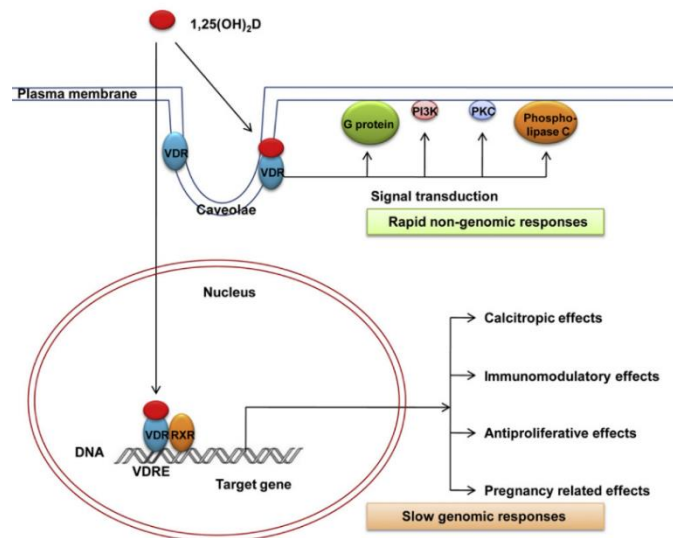 1,25(OH)₂D
Plasma membrane
VDR
VDR
Caveolae
G protein
PI3K
PKC
Phospho-
lipase C
Signal transduction
Rapid non-genomic responses
Nucleus
VDR
RXR
DNA
VDRE
Target gene
Calcitropic effects
Immunomodulatory effects
Antiproliferative effects
Pregnancy related effects
Slow genomic responses